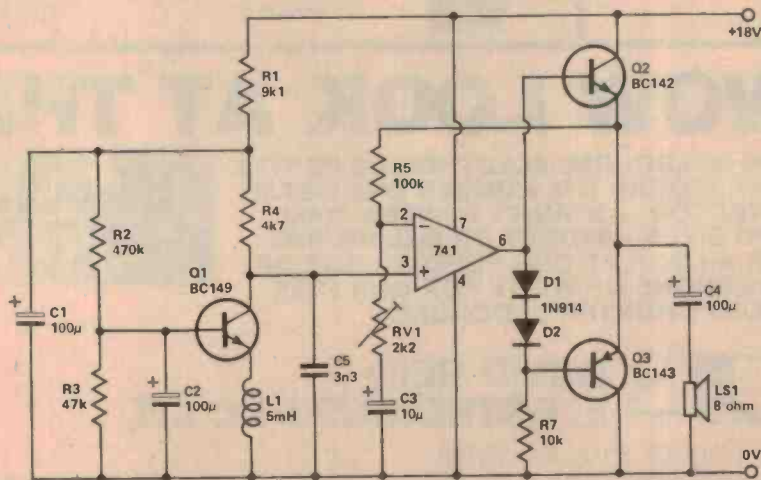 +18V
Q2
BC142
R1
9k1
R5
100k
R4
4k7
R2
470k
2
−
7
741
6
3
+
4
Q1
BC149
D1
1N914
D2
+
C4
100μ
+
C1
100μ
RV1
2k2
Q3
BC143
R3
47k
+
C2
100μ
L1
5mH
C5
3n3
+
C3
10μ
R7
10k
LS1
8 ohm
0V